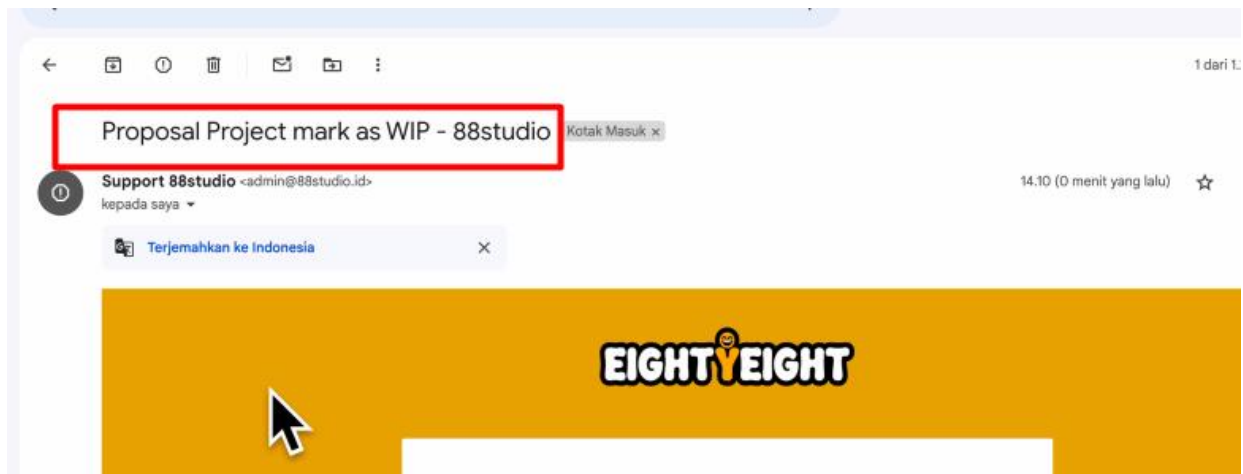 1 dari 1.
Proposal Project mark as WIP - 88studio Kotak Masuk ×
Support 88studio <admin@88studio.id> 14.10 (0 menit yang lalu)
kepada saya
Terjemahkan ke Indonesia
EIGHTYEIGHT